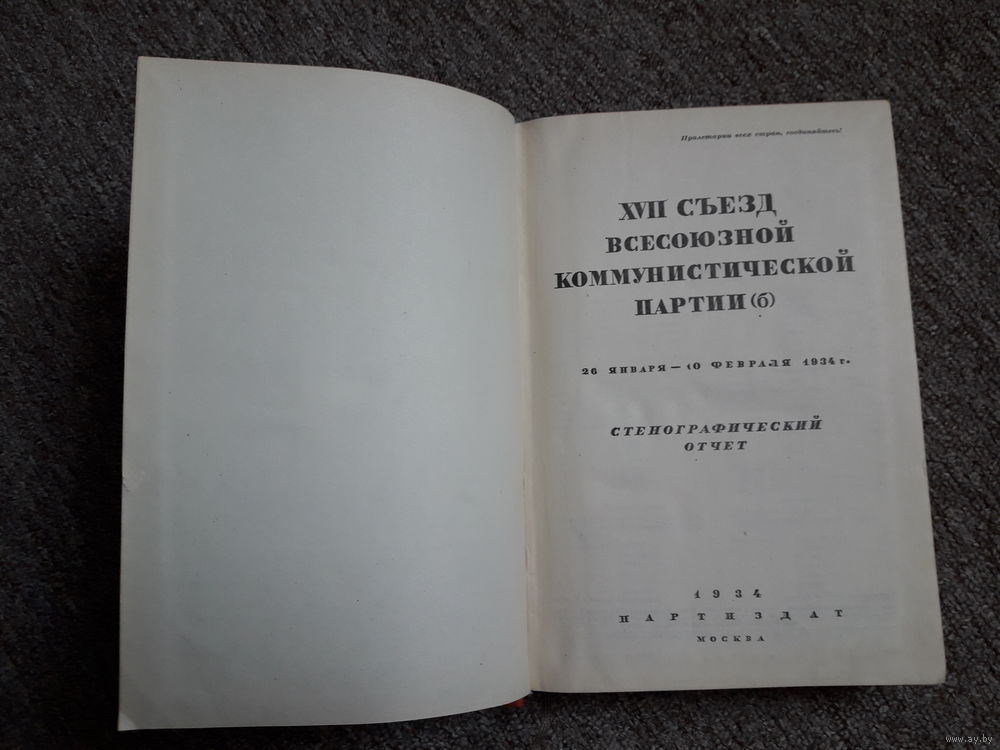 Пролетарии всех стран, соединяйтесь!
XVII СЪЕЗД
ВСЕСОЮЗНОЙ
КОММУНИСТИЧЕСКОЙ
ПАРТИИ (б)
26 ЯНВАРЯ — 10 ФЕВРАЛЯ 1934 г.
СТЕНОГРАФИЧЕСКИЙ
ОТЧЕТ
1934
ПАРТИЗДАТ
МОСКВА
www.ay.by